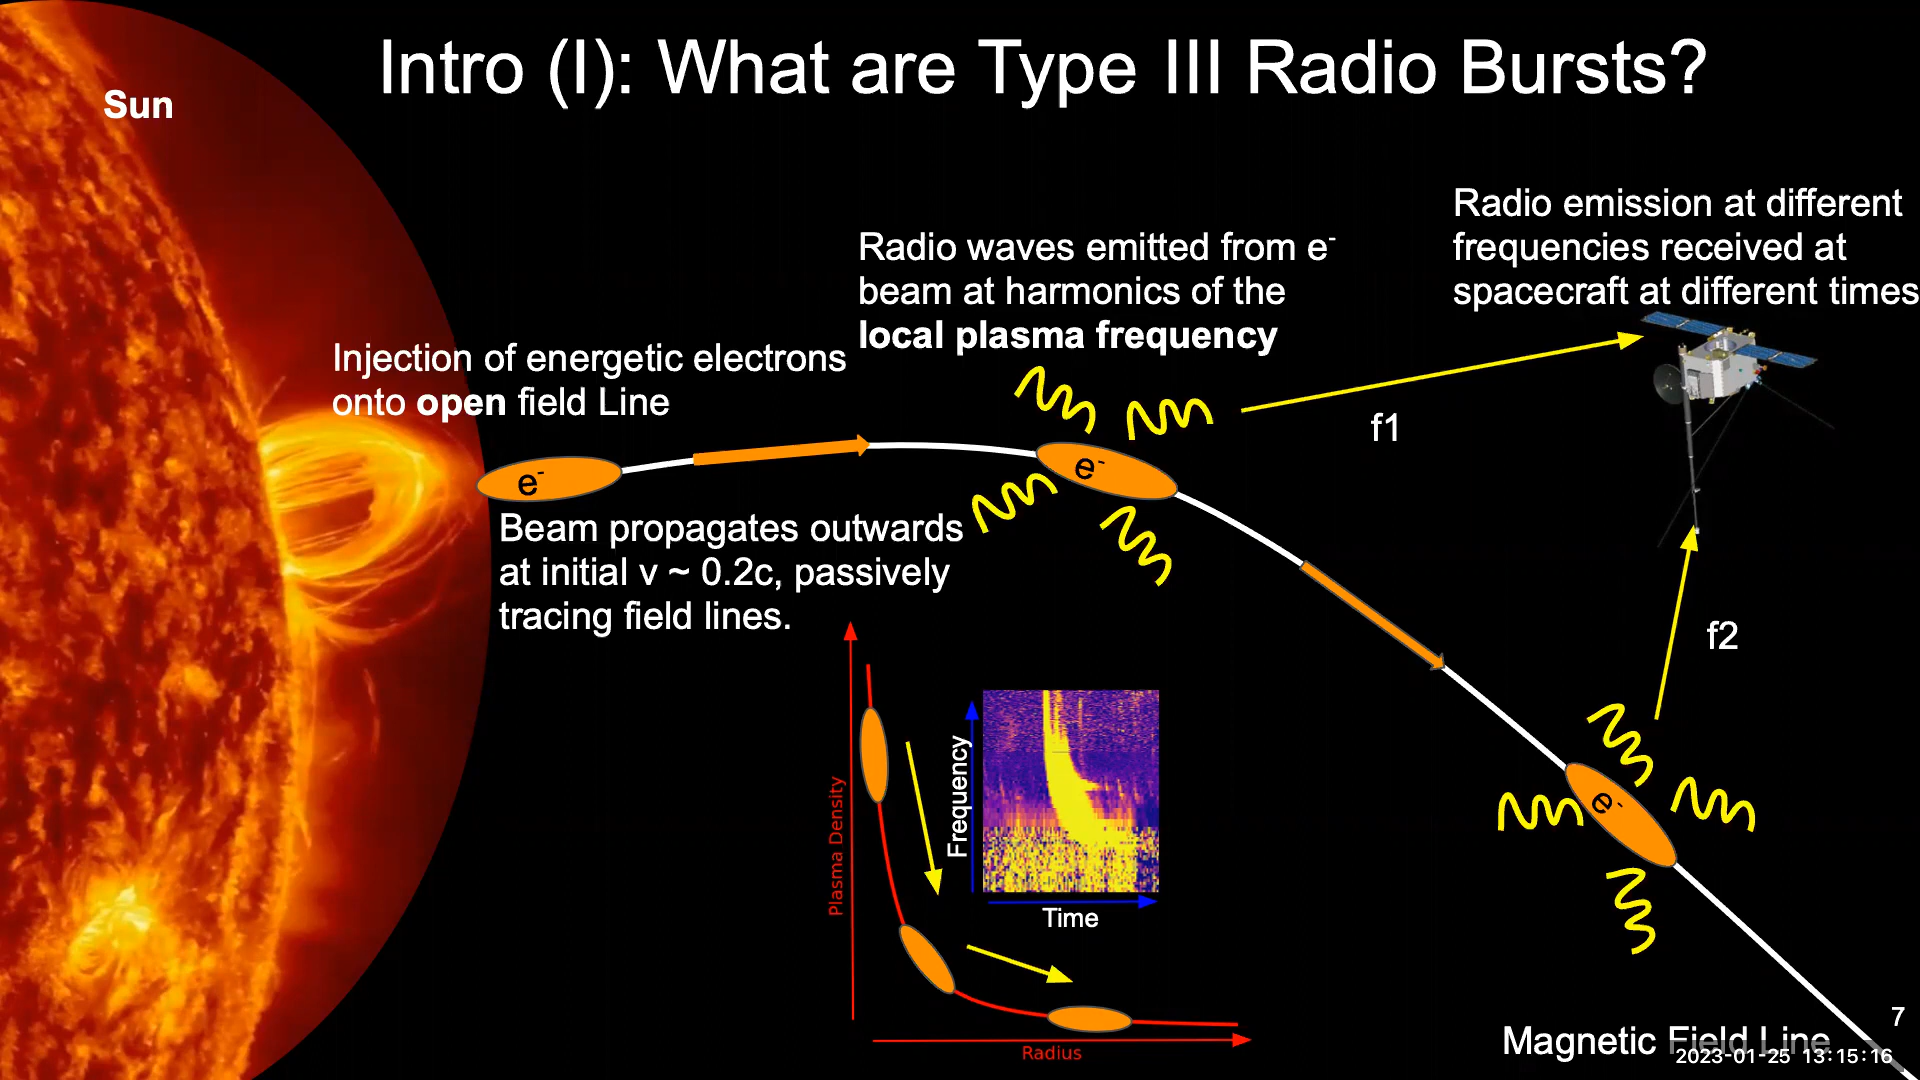 Intro (I): What are Type III Radio Bursts?
Sun
Radio emission at different
frequencies received at
spacecraft at different times
Radio waves emitted from e-
beam at harmonics of the
local plasma frequency
Injection of energetic electrons
onto open field Line
f1
e-
e-
Beam propagates outwards
at initial v ~ 0.2c, passively
tracing field lines.
f2
e-
Plasma Density
Frequency
Time
Radius
7
Magnetic Field Line
2023-01-25 13:15:16